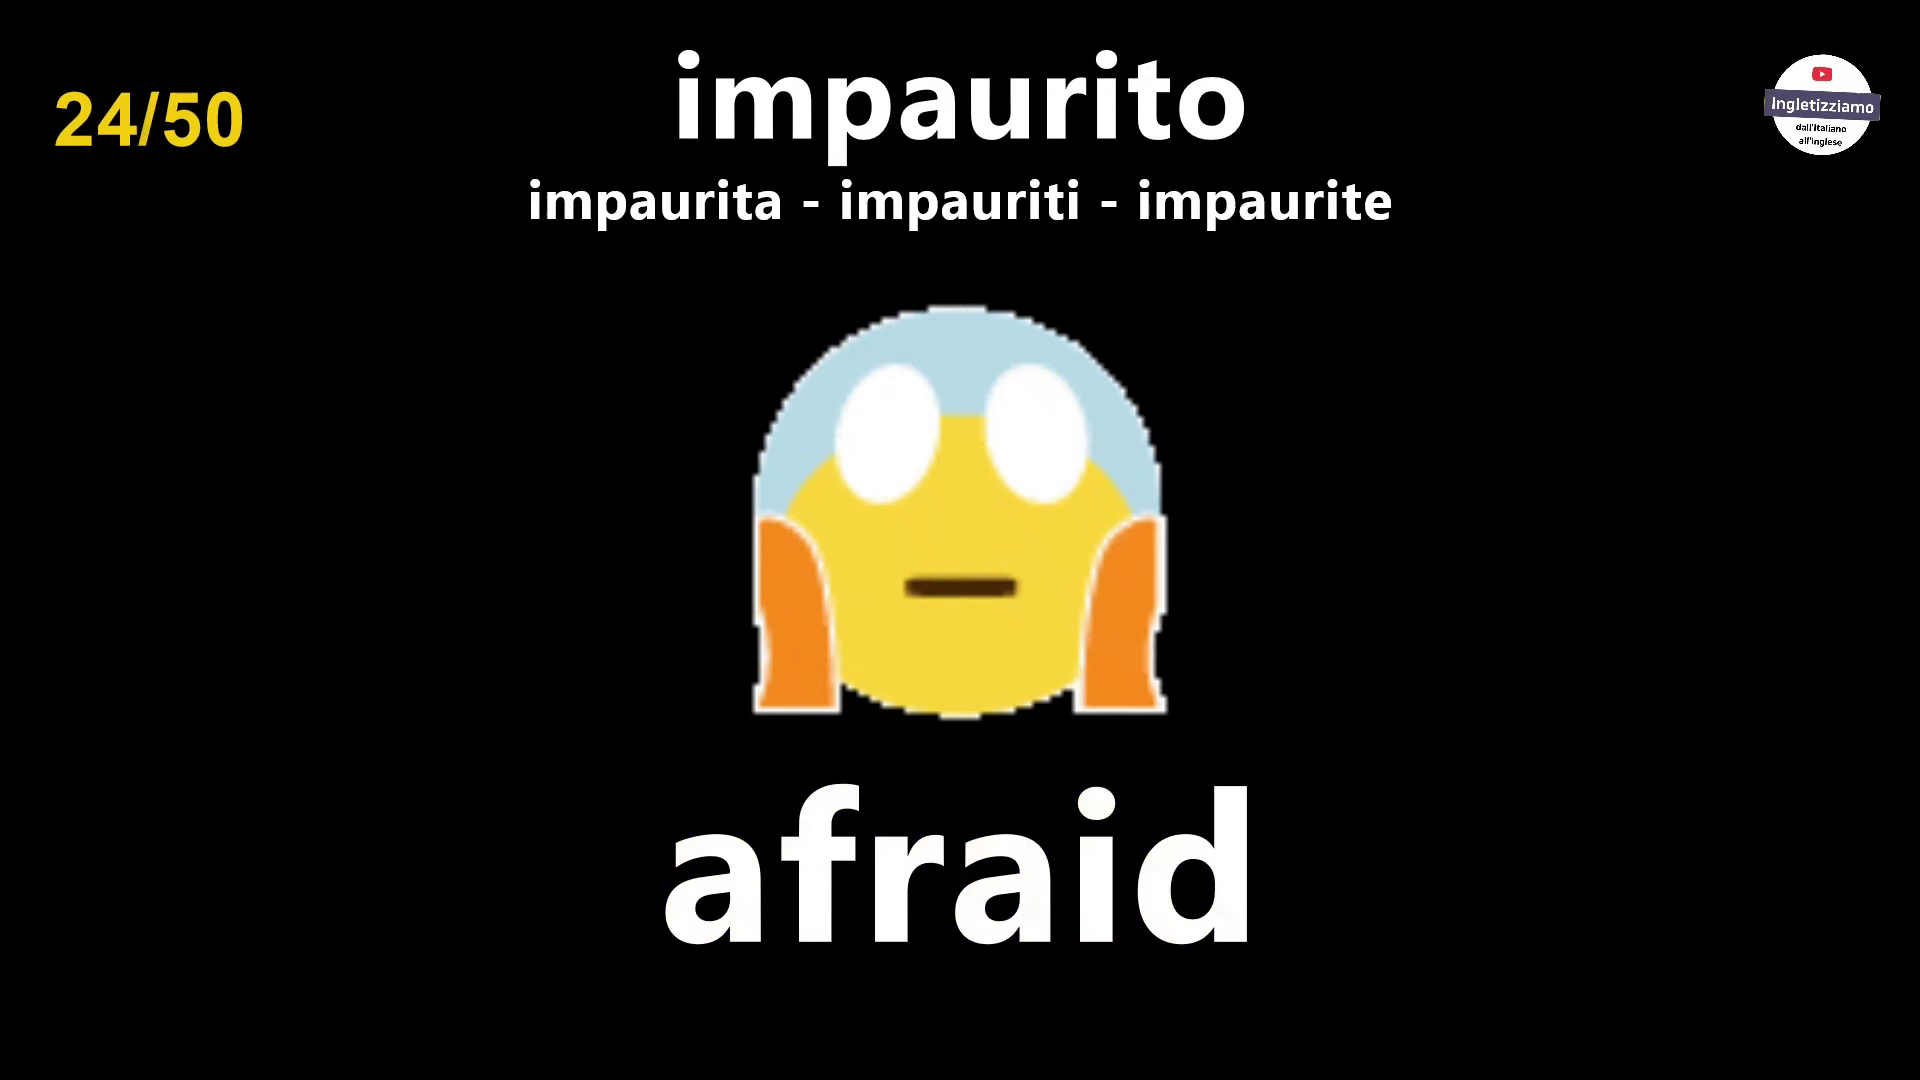 24/50
impaurito
impaurita - impauriti - impaurite
Ingletizziamo
dall'italiano
all'inglese
afraid